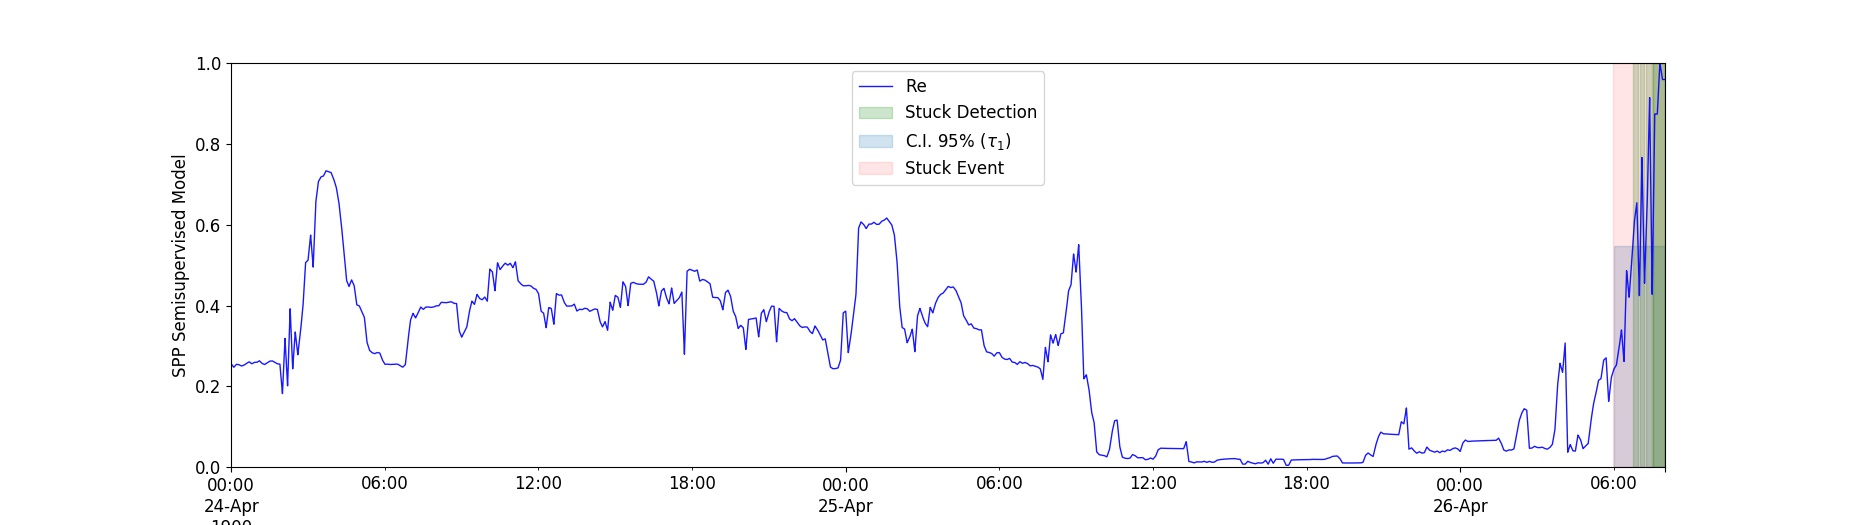 1.0
0.8
0.6
0.4
0.2
0.0
SPP Semisupervised Model
Re
Stuck Detection
C.I. 95% (τ₁)
Stuck Event
00:00 06:00 12:00 18:00 00:00 06:00 12:00 18:00 00:00 06:00
24-Apr 25-Apr 26-Apr
1900